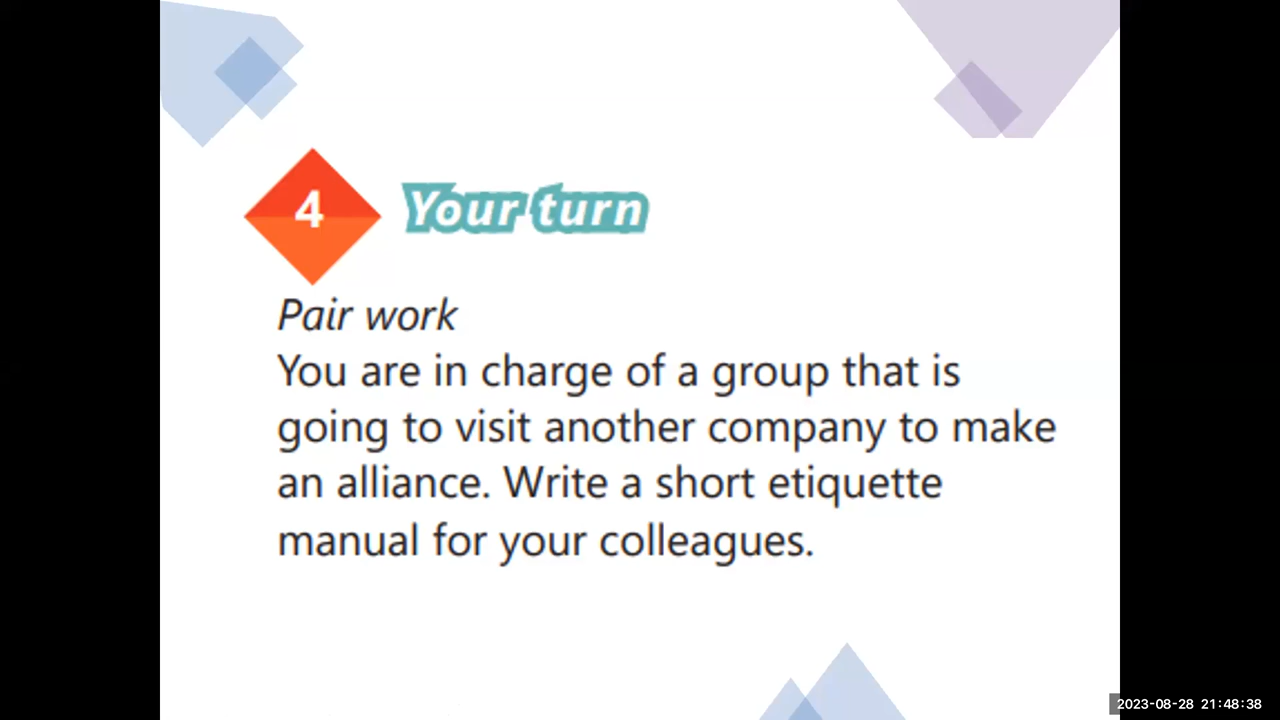 4
Your turn
Pair work
You are in charge of a group that is
going to visit another company to make
an alliance. Write a short etiquette
manual for your colleagues.
2023-08-28 21:48:38